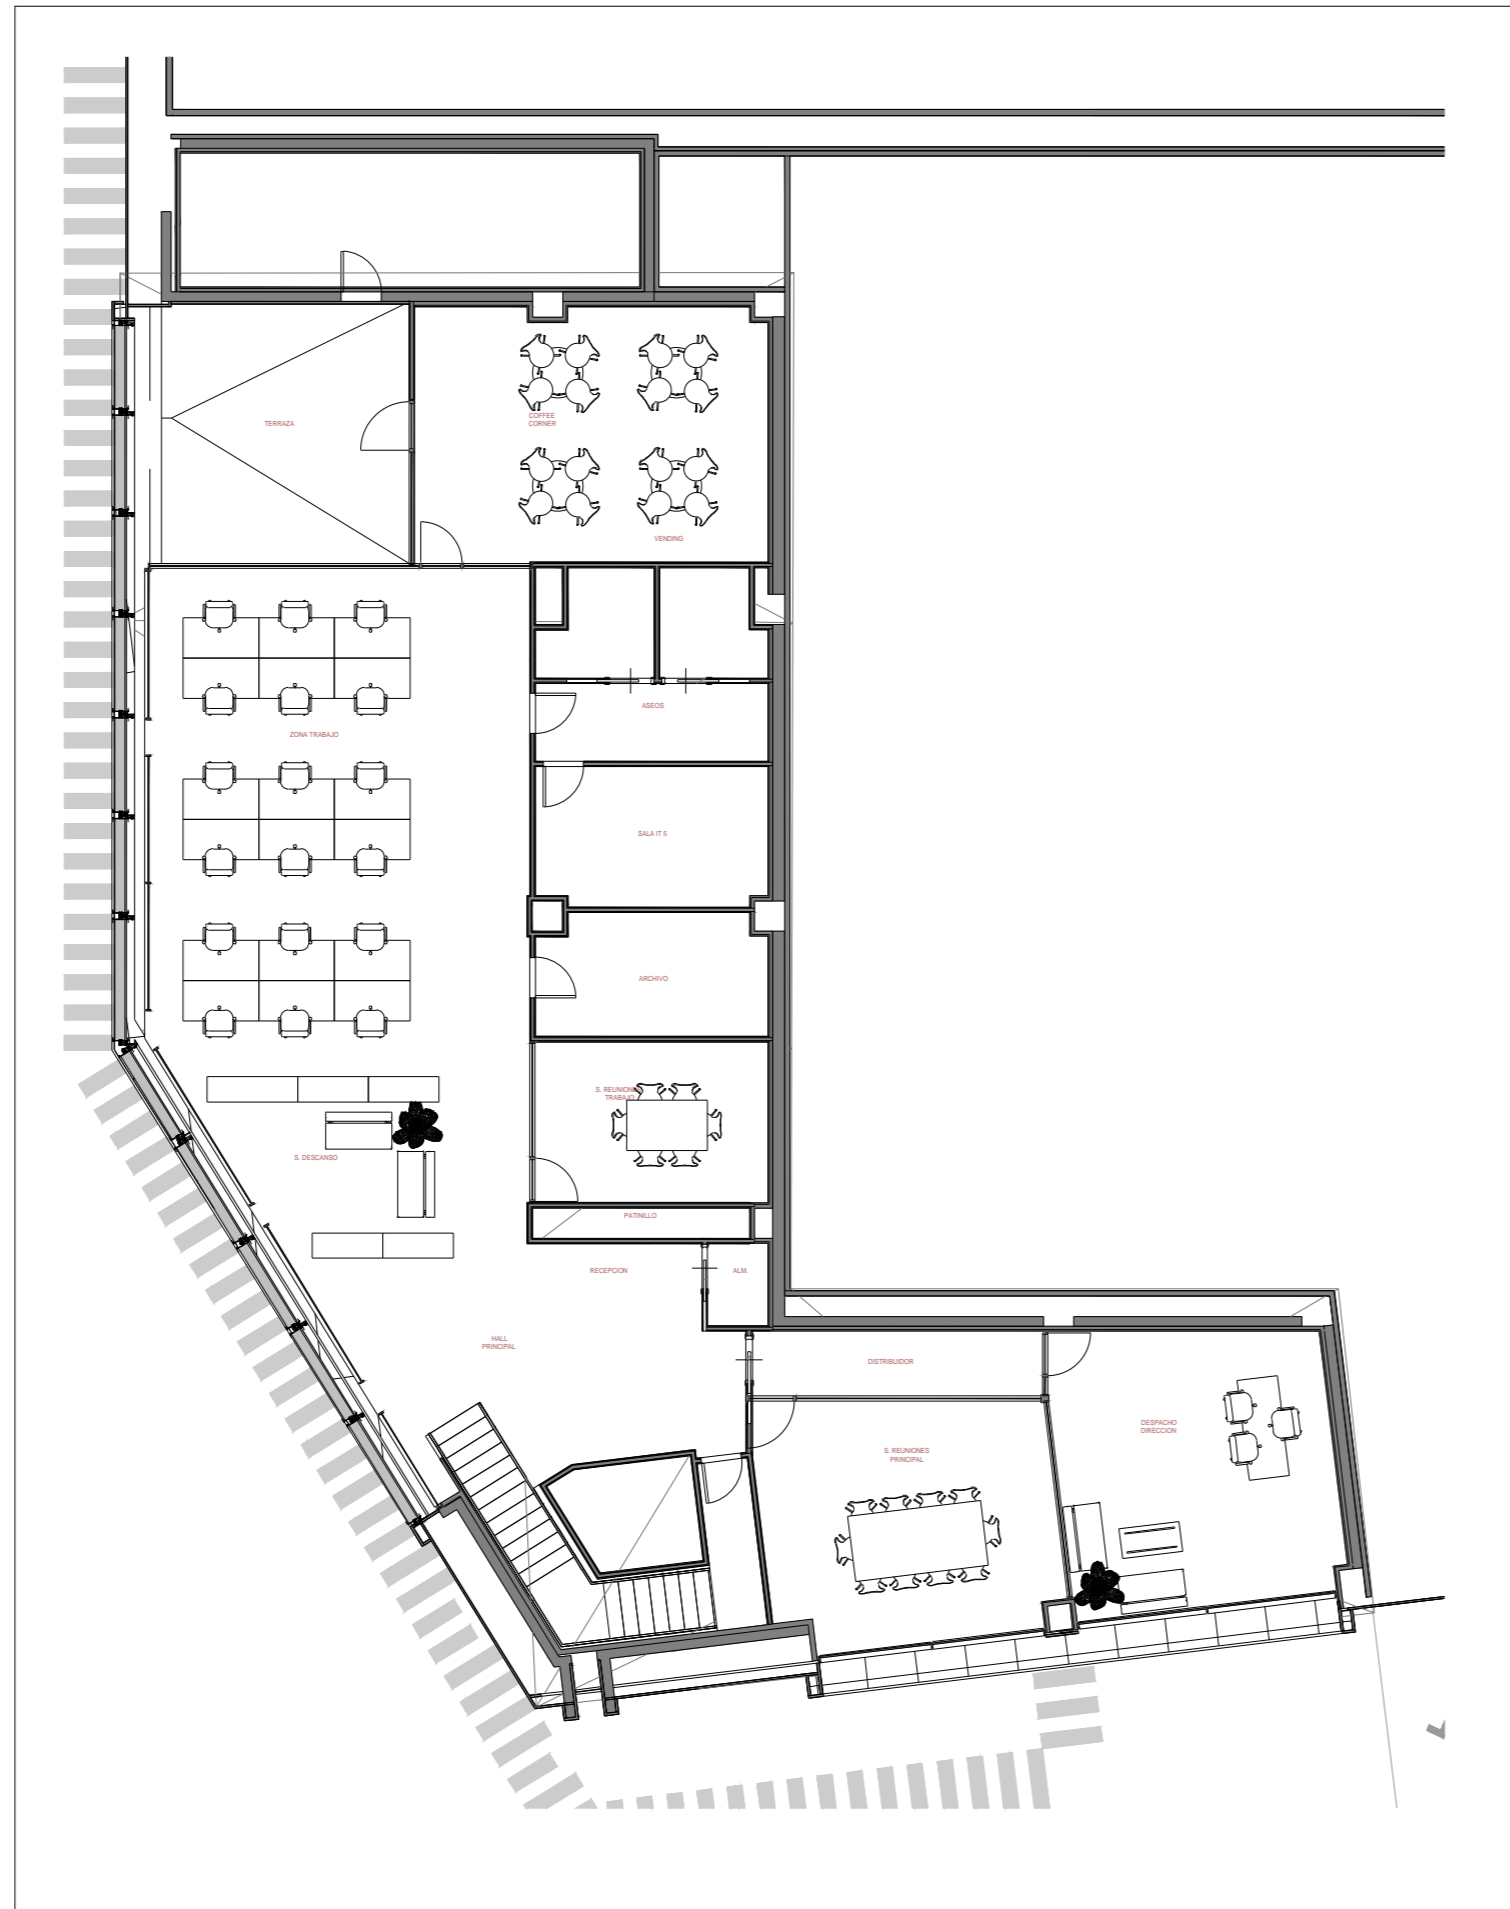 COFFEE
CORNER
TERRAZA
VENDING
ASEOS
ZONA TRABAJO
SALA IT 5
ARCHIVO
S. REUNIONES
TRABAJO
S. DESCANSO
PATINILLO
RECEPCION
ALM.
HALL
PRINCIPAL
DISTRIBUIDOR
DESPACHO
DIRECCION
S. REUNIONES
PRINCIPAL